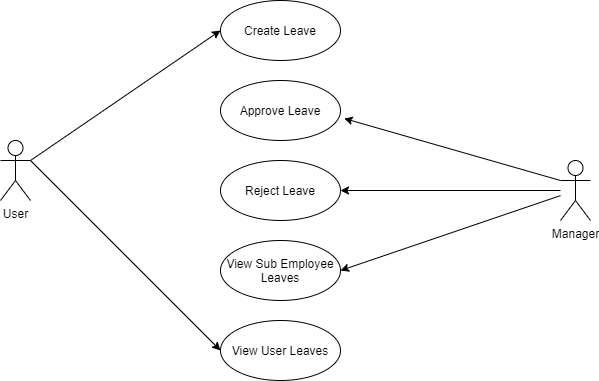 Create Leave
Approve Leave
Reject Leave
User
Manager
View Sub Employee
Leaves
View User Leaves